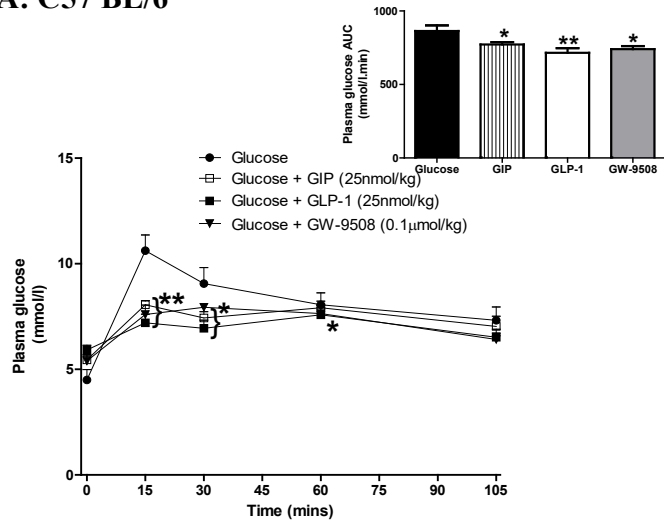 A. C57 BL/6
1000
500
0
Plasma glucose AUC
(mmol/l.min)
*
**
*
Glucose GIP GLP-1 GW-9508
Glucose
Glucose + GIP (25nmol/kg)
Glucose + GLP-1 (25nmol/kg)
Glucose + GW-9508 (0.1μmol/kg)
15
10
5
0
Plasma glucose
(mmol/l)
}**
}*
*
0 15 30 45 60 75 90 105
Time (mins)